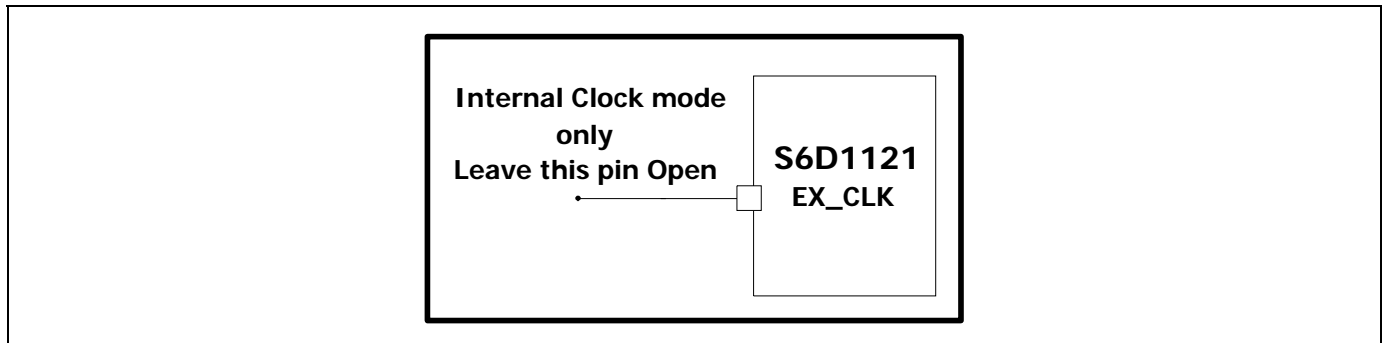 Internal Clock mode
only
Leave this pin Open
S6D1121
EX_CLK